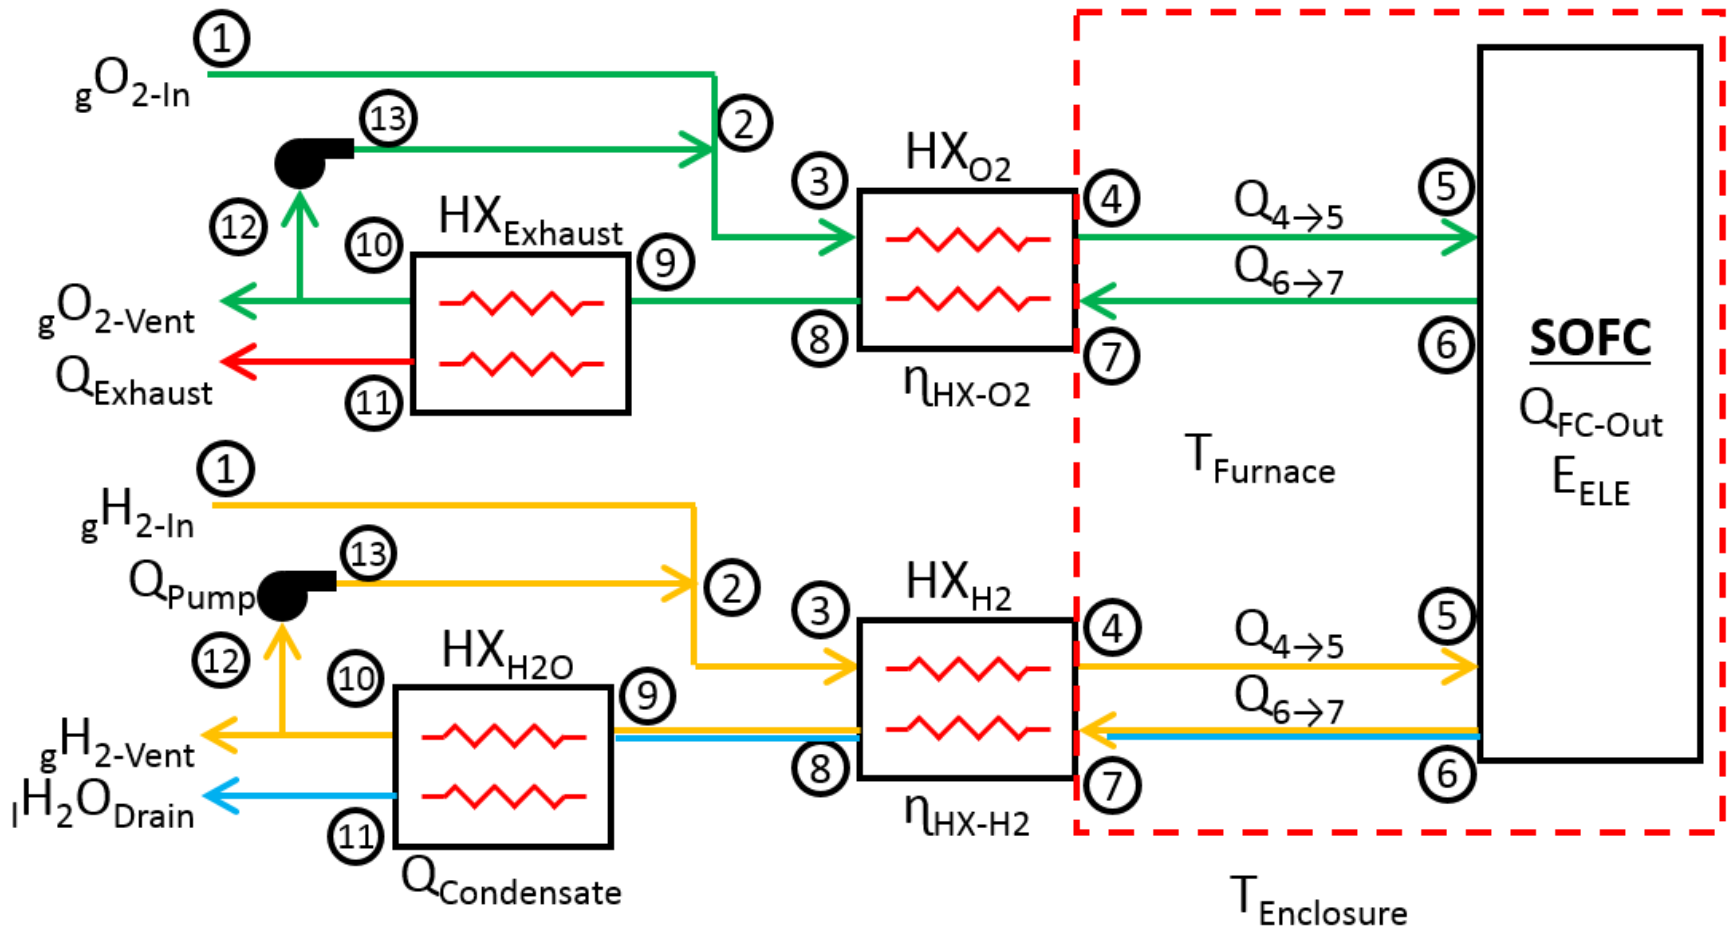 1
gO2-In
13
2
HXO2
3
4
Q4→5
5
12
10
HXExhaust
9
Q6→7
gO2-Vent
8
7
6
SOFC
QExhaust
11
ηHX-O2
QFC-Out
TFurnace
EELE
1
gH2-In
13
QPump
2
HXH2
3
4
Q4→5
5
12
10
HXH2O
9
Q6→7
gH2-Vent
8
7
6
lH2ODrain
11
ηHX-H2
QCondensate
TEnclosure